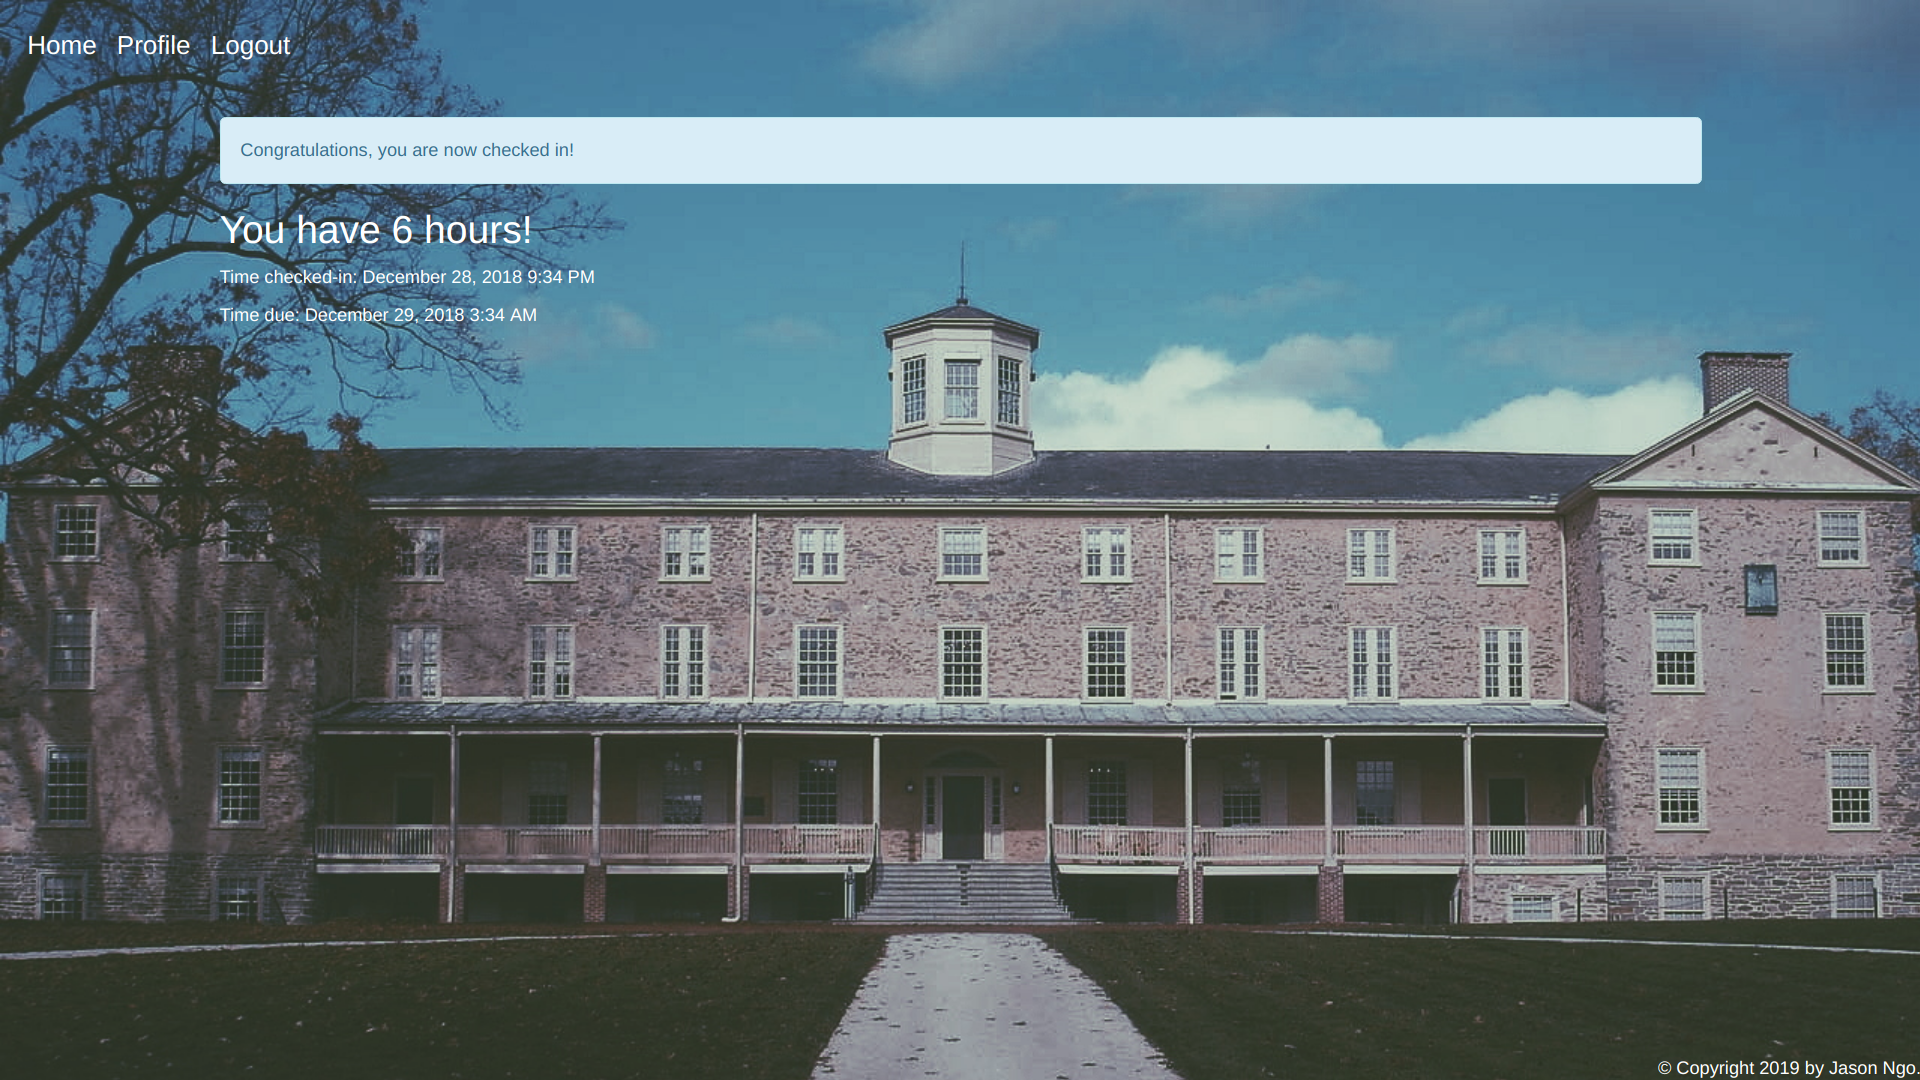 Home Profile Logout
Congratulations, you are now checked in!
You have 6 hours!
Time checked-in: December 28, 2018 9:34 PM
Time due: December 29, 2018 3:34 AM
© Copyright 2019 by Jason Ngo.